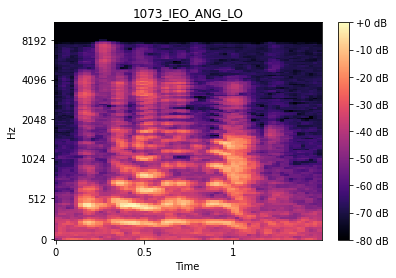 1073_IEO_ANG_LO
8192
4096
2048
1024
512
0
Hz
0
0.5
1
Time
+0 dB
-10 dB
-20 dB
-30 dB
-40 dB
-50 dB
-60 dB
-70 dB
-80 dB